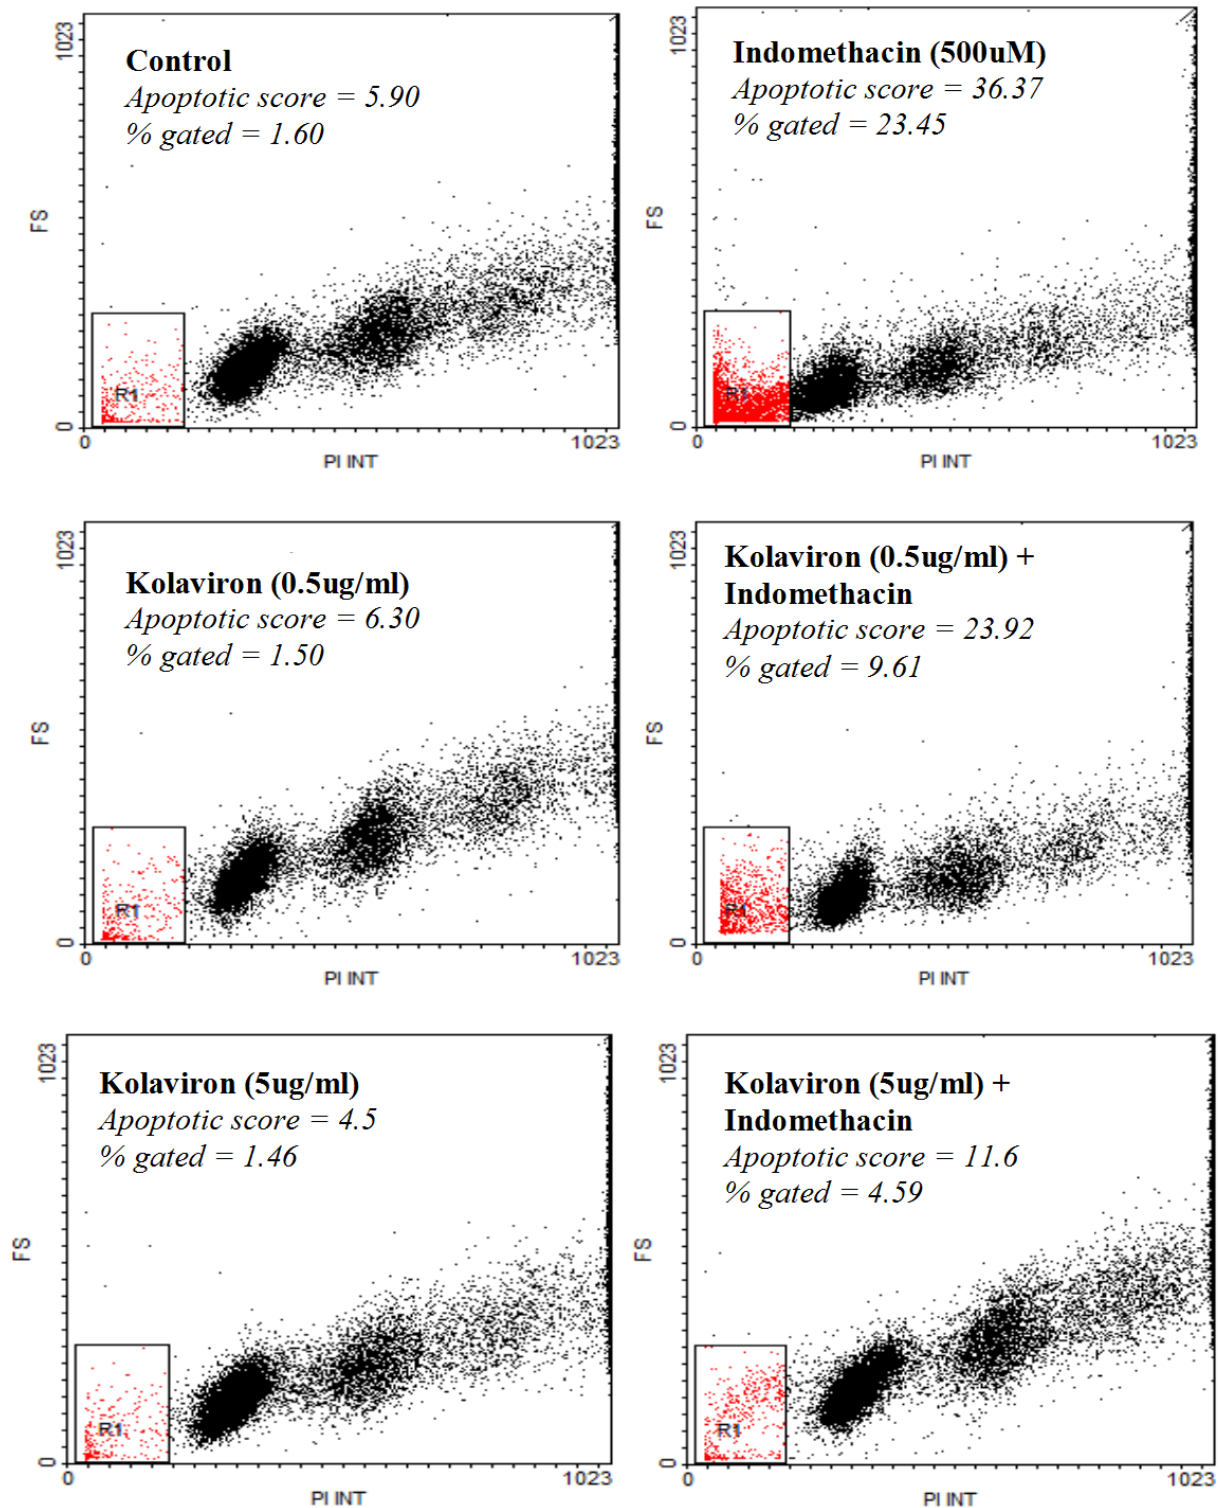 1023
Control
Apoptotic score = 5.90
% gated = 1.60
FS
R1
0
0
1023
PI INT
1023
Indomethacin (500uM)
Apoptotic score = 36.37
% gated = 23.45
FS
R1
0
0
1023
PI INT
1023
Kolaviron (0.5ug/ml)
Apoptotic score = 6.30
% gated = 1.50
FS
R1
0
0
1023
PI INT
1023
Kolaviron (0.5ug/ml) +
Indomethacin
Apoptotic score = 23.92
% gated = 9.61
FS
R1
0
0
1023
PI INT
1023
Kolaviron (5ug/ml)
Apoptotic score = 4.5
% gated = 1.46
FS
R1
0
0
1023
PI INT
1023
Kolaviron (5ug/ml) +
Indomethacin
Apoptotic score = 11.6
% gated = 4.59
FS
R1
0
0
1023
PI INT